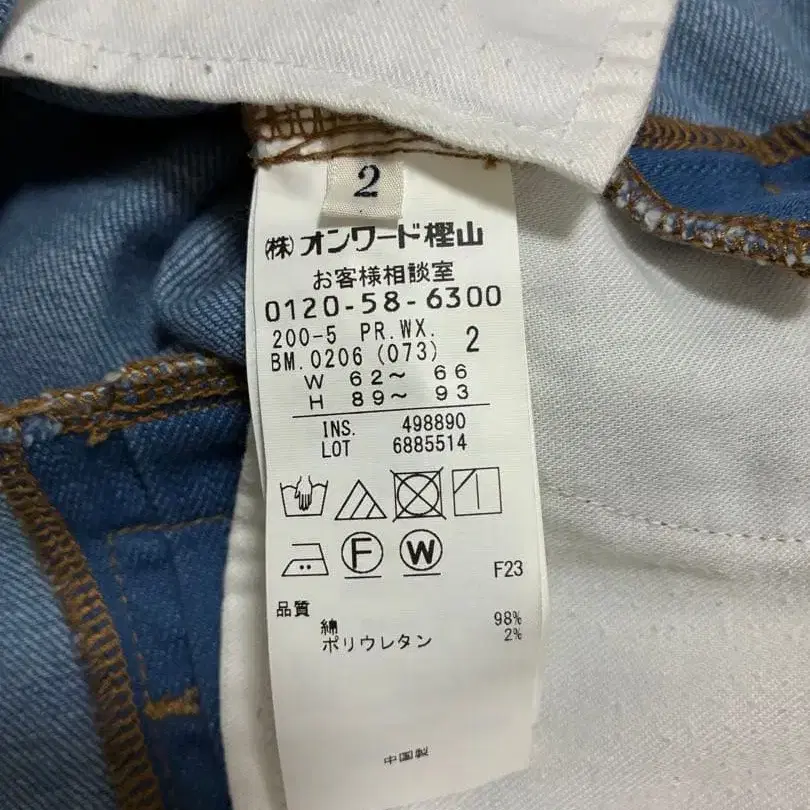 2
㈱オンワード樫山
お客様相談室
0120-58-6300
200-5 PR.WX.
BM.0206(073) 2
W 62〜 66
H 89〜 93
INS. 498890
LOT 6885514
F W
F23
品質
綿 98%
ポリウレタン 2%
中国製